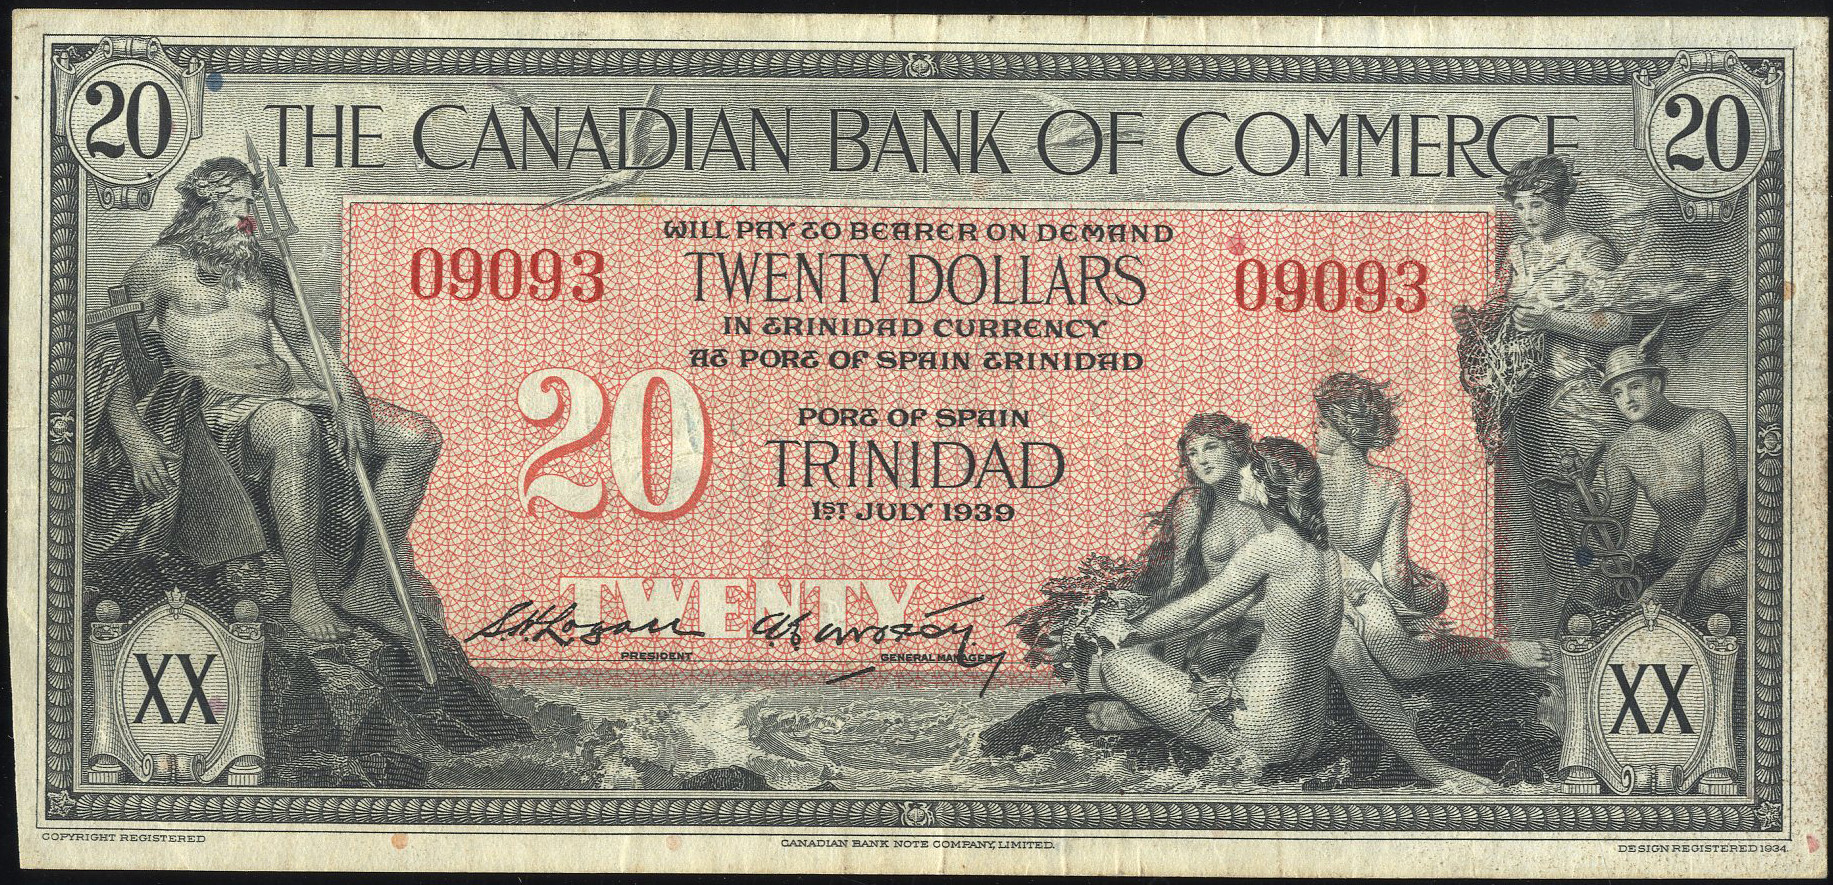 20
20
THE CANADIAN BANK OF COMMERCE
WILL PAY TO BEARER ON DEMAND
09093
TWENTY DOLLARS
09093
IN TRINIDAD CURRENCY
AT PORT OF SPAIN TRINIDAD
20
PORT OF SPAIN
TRINIDAD
1ST JULY 1939
TWENTY
S H Logan
PRESIDENT
GENERAL MANAGER
XX
XX
COPYRIGHT REGISTERED
CANADIAN BANK NOTE COMPANY, LIMITED.
DESIGN REGISTERED 1934.